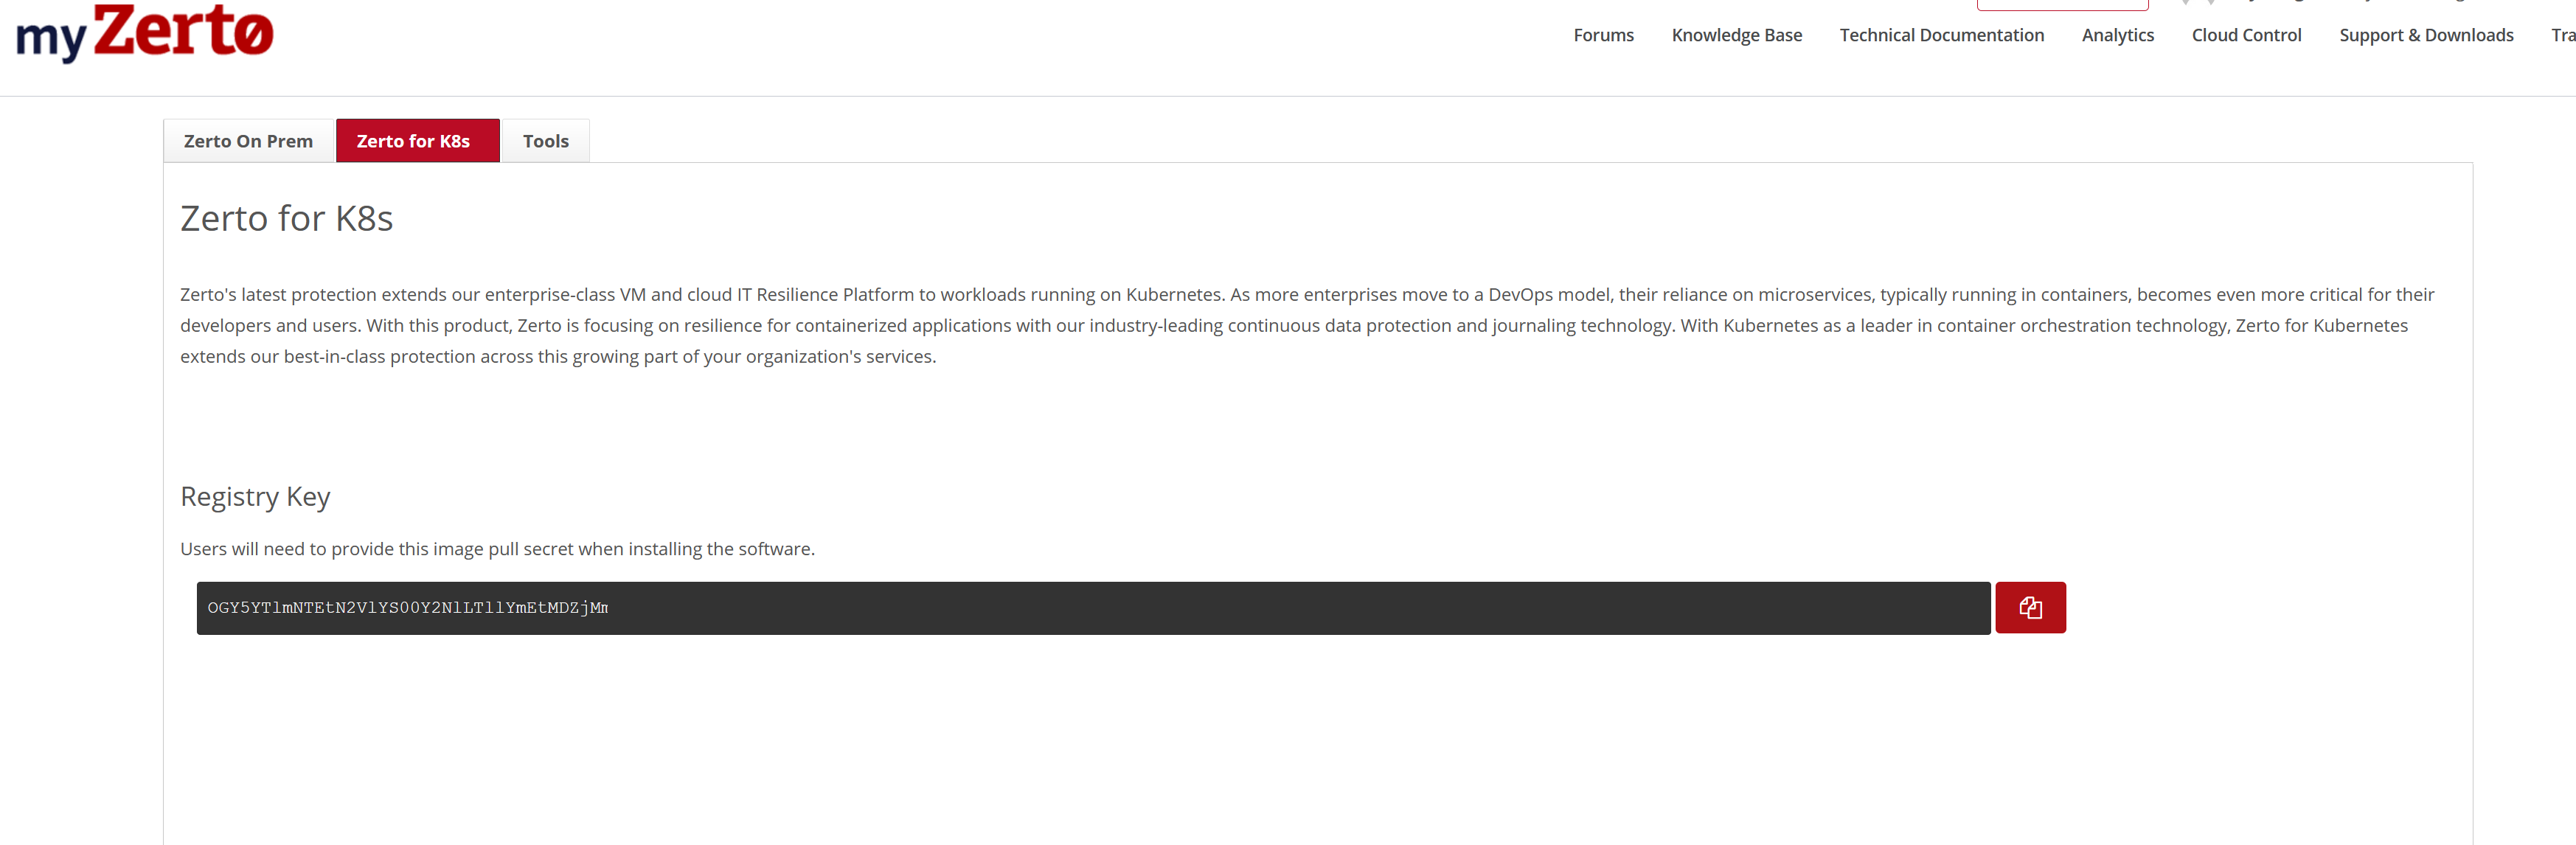 myZerto
Forums Knowledge Base Technical Documentation Analytics Cloud Control Support & Downloads
Zerto On Prem Zerto for K8s Tools
Zerto for K8s
Zerto's latest protection extends our enterprise-class VM and cloud IT Resilience Platform to workloads running on Kubernetes. As more enterprises move to a DevOps model, their reliance on microservices, typically running in containers, becomes even more critical for their
developers and users. With this product, Zerto is focusing on resilience for containerized applications with our industry-leading continuous data protection and journaling technology. With Kubernetes as a leader in container orchestration technology, Zerto for Kubernetes
extends our best-in-class protection across this growing part of your organization's services.
Registry Key
Users will need to provide this image pull secret when installing the software.
OGY5YTlmNTEtN2VlYS00Y2NlLTllYmEtMDZjMm